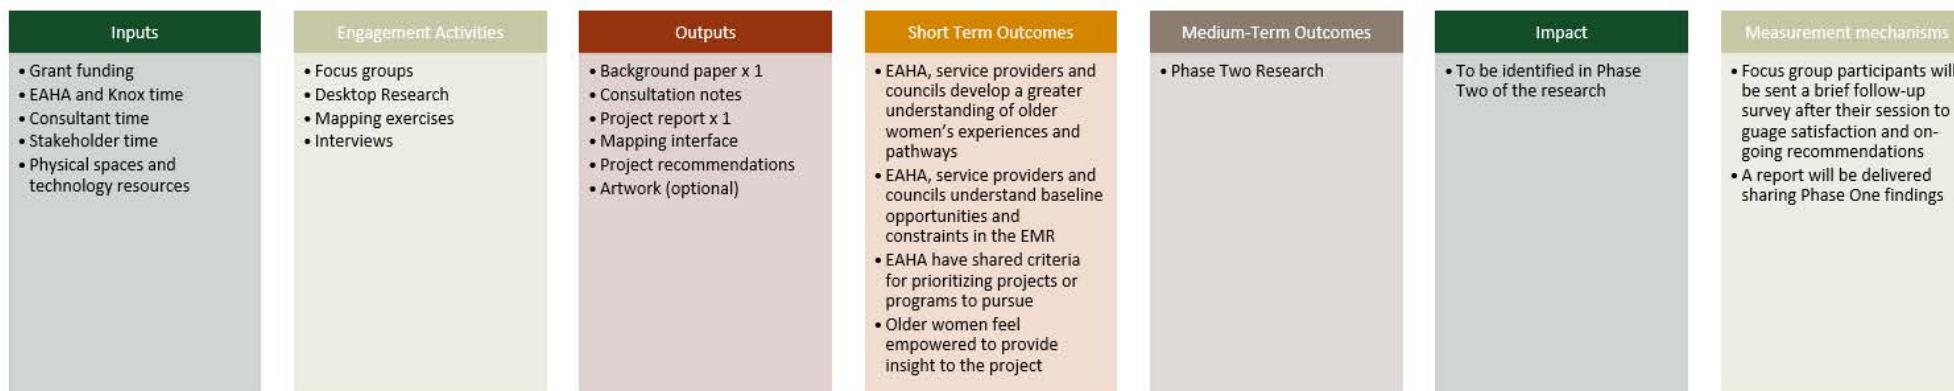 Inputs
• Grant funding
• EAHA and Knox time
• Consultant time
• Stakeholder time
• Physical spaces and
technology resources
Engagement Activities
• Focus groups
• Desktop Research
• Mapping exercises
• Interviews
Outputs
• Background paper x 1
• Consultation notes
• Project report x 1
• Mapping interface
• Project recommendations
• Artwork (optional)
Short Term Outcomes
• EAHA, service providers and
councils develop a greater
understanding of older
women's experiences and
pathways
• EAHA, service providers and
councils understand baseline
opportunities and
constraints in the EMR
• EAHA have shared criteria
for prioritizing projects or
programs to pursue
• Older women feel
empowered to provide
insight to the project
Medium-Term Outcomes
• Phase Two Research
Impact
• To be identified in Phase
Two of the research
Measurement mechanisms
• Focus group participants will
be sent a brief follow-up
survey after their session to
guage satisfaction and on-
going recommendations
• A report will be delivered
sharing Phase One findings